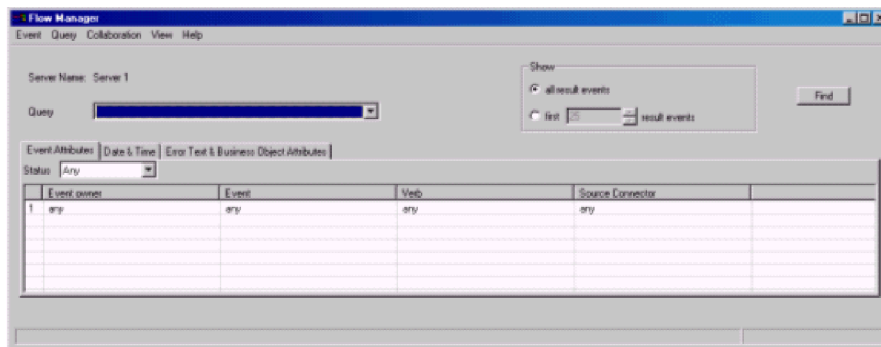 Flow Manager
Event Query Collaboration View Help
Server Name: Server 1
Query
Show
all result events
first 25 result events
Find
Event Attributes Date & Time Error Text & Business Object Attributes
Status Any
Event owner Event Verb Source Connector
1 any any any any